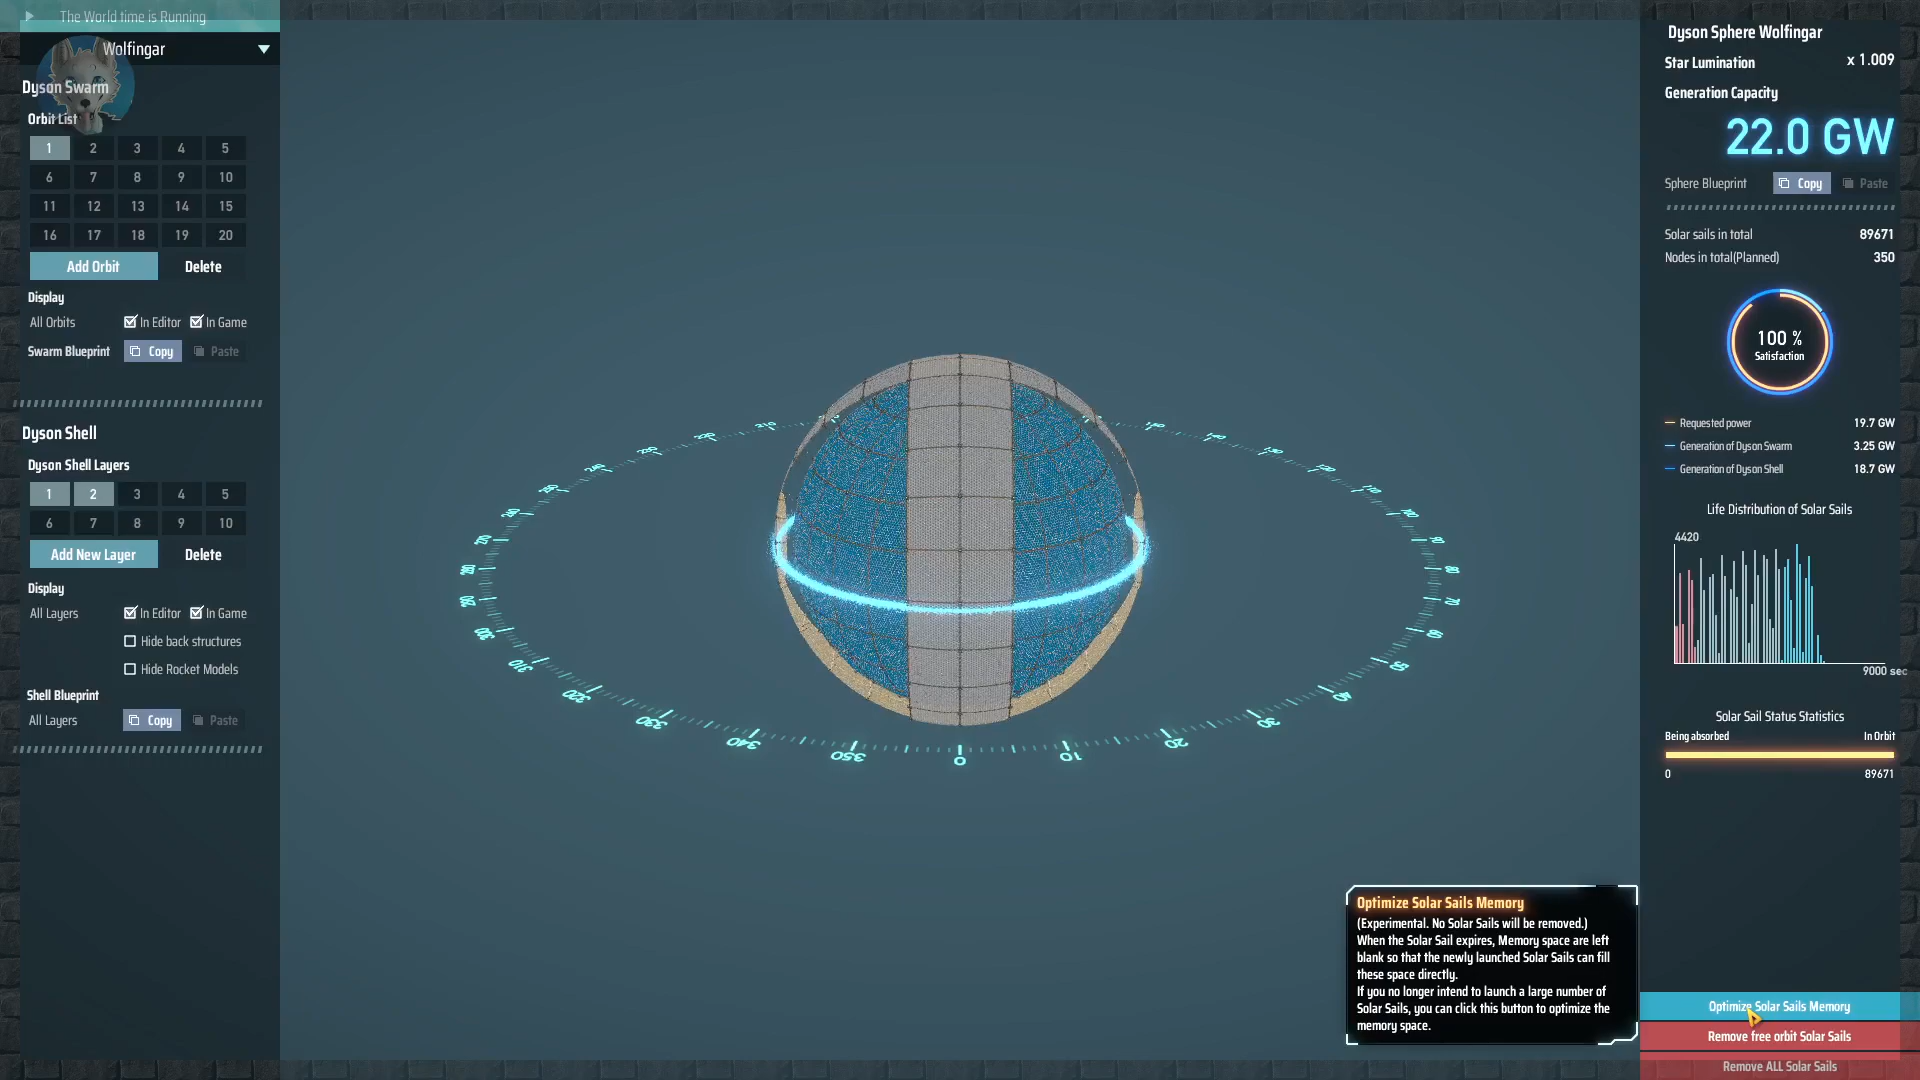 The World time is Running
Wolfingar
Dyson Swarm
Orbit List
1 2 3 4 5
6 7 8 9 10
11 12 13 14 15
16 17 18 19 20
Add Orbit Delete
Display
All Orbits In Editor In Game
Swarm Blueprint Copy Paste
Dyson Shell
Dyson Shell Layers
1 2 3 4 5
6 7 8 9 10
Add New Layer Delete
Display
All Layers In Editor In Game
Hide back structures
Hide Rocket Models
Shell Blueprint
All Layers Copy Paste
310 320 330 340 350 0 10 20 30 40
Optimize Solar Sails Memory
(Experimental. No Solar Sails will be removed.)
When the Solar Sail expires, Memory space are left
blank so that the newly launched Solar Sails can fill
these space directly.
If you no longer intend to launch a large number of
Solar Sails, you can click this button to optimize the
memory space.
Dyson Sphere Wolfingar
Star Lumination x 1.009
Generation Capacity
22.0 GW
Sphere Blueprint Copy Paste
Solar sails in total 89671
Nodes in total(Planned) 350
100 %
Satisfaction
Requested power 19.7 GW
Generation of Dyson Swarm 3.25 GW
Generation of Dyson Shell 18.7 GW
Life Distribution of Solar Sails
4420
9000 sec
Solar Sail Status Statistics
Being absorbed In Orbit
0 89671
Optimize Solar Sails Memory
Remove free orbit Solar Sails
Remove ALL Solar Sails